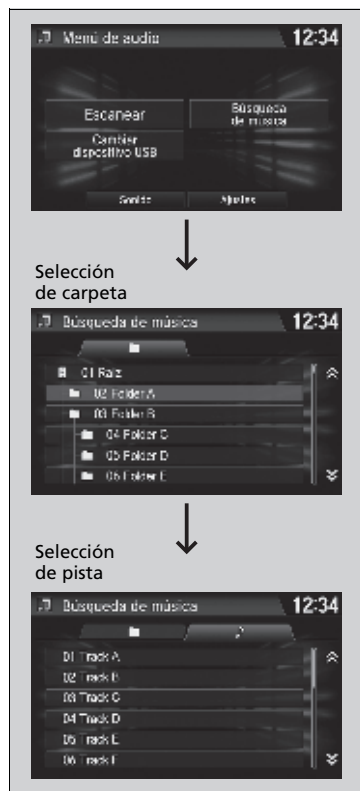 Menú de audio 12:34
Escanear
Búsqueda
de música
Cambiar
dispositivo USB
Sonido Ajustes
Selección
de carpeta
Búsqueda de música 12:34
01 Raíz
02 Folder A
03 Folder B
04 Folder C
05 Folder D
06 Folder E
Selección
de pista
Búsqueda de música 12:34
01 Track A
02 Track B
03 Track C
04 Track D
05 Track E
06 Track F